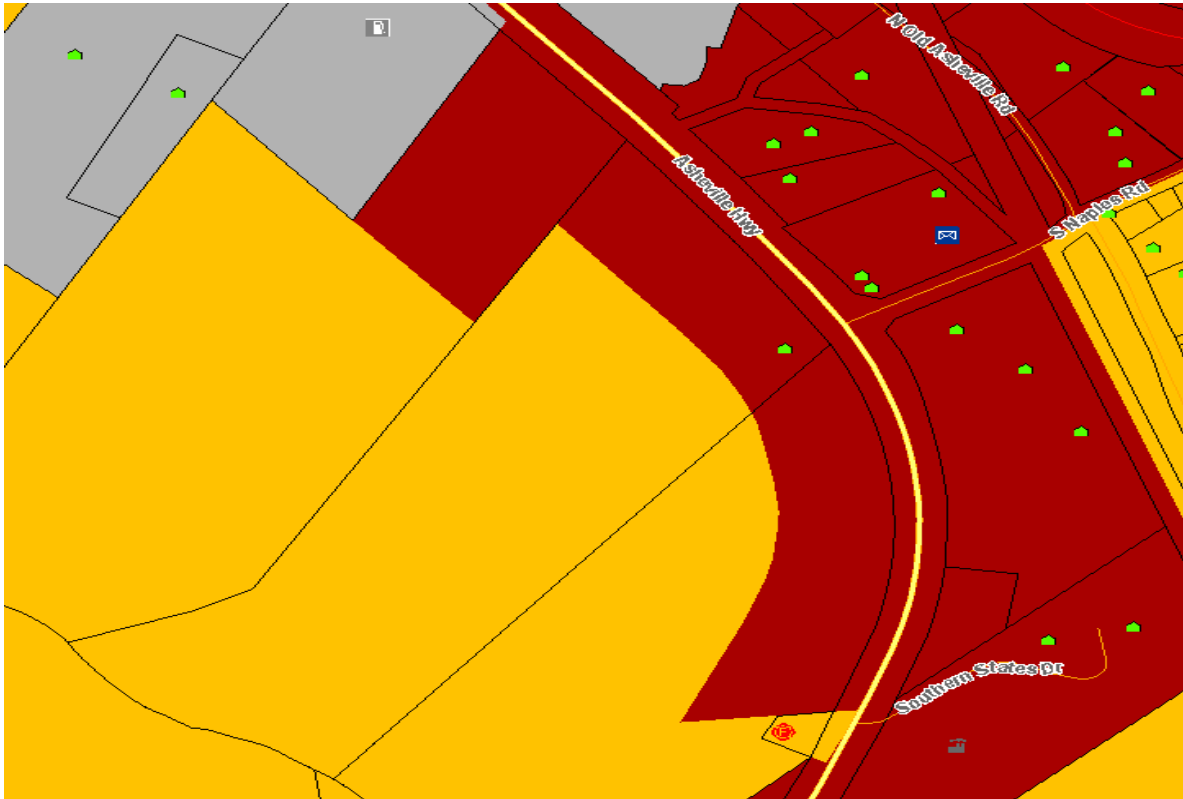 N Old Asheville Rd
Asheville Hwy
S Naples Rd
Southern States Dr
F